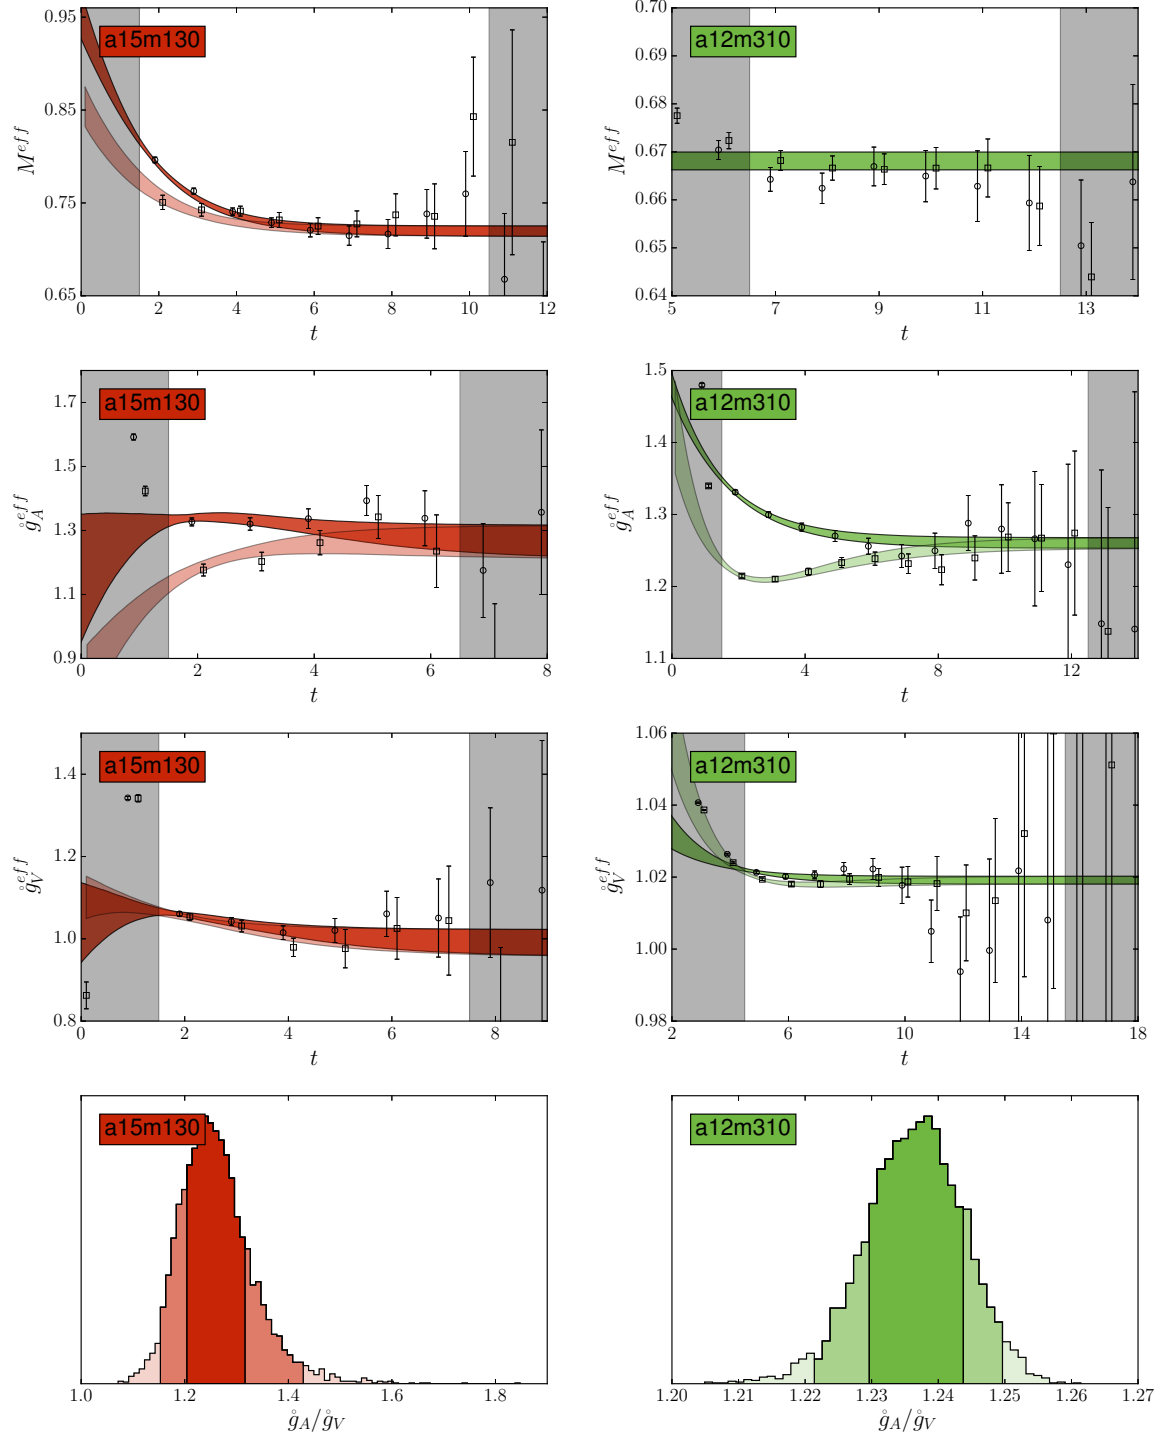 a15m130
M^{eff}
0.95
0.85
0.75
0.65
0 2 4 6 8 10 12
t
a12m310
M^{eff}
0.70
0.69
0.68
0.67
0.66
0.65
0.64
5 7 9 11 13
t
a15m130
g̊_A^{eff}
1.7
1.5
1.3
1.1
0.9
0 2 4 6 8
t
a12m310
g̊_A^{eff}
1.5
1.4
1.3
1.2
1.1
0 4 8 12
t
a15m130
g̊_V^{eff}
1.4
1.2
1.0
0.8
0 2 4 6 8
t
a12m310
g̊_V^{eff}
1.06
1.04
1.02
1.00
0.98
2 6 10 14 18
t
a15m130
1.0 1.2 1.4 1.6 1.8
g̊_A/g̊_V
a12m310
1.20 1.21 1.22 1.23 1.24 1.25 1.26 1.27
g̊_A/g̊_V